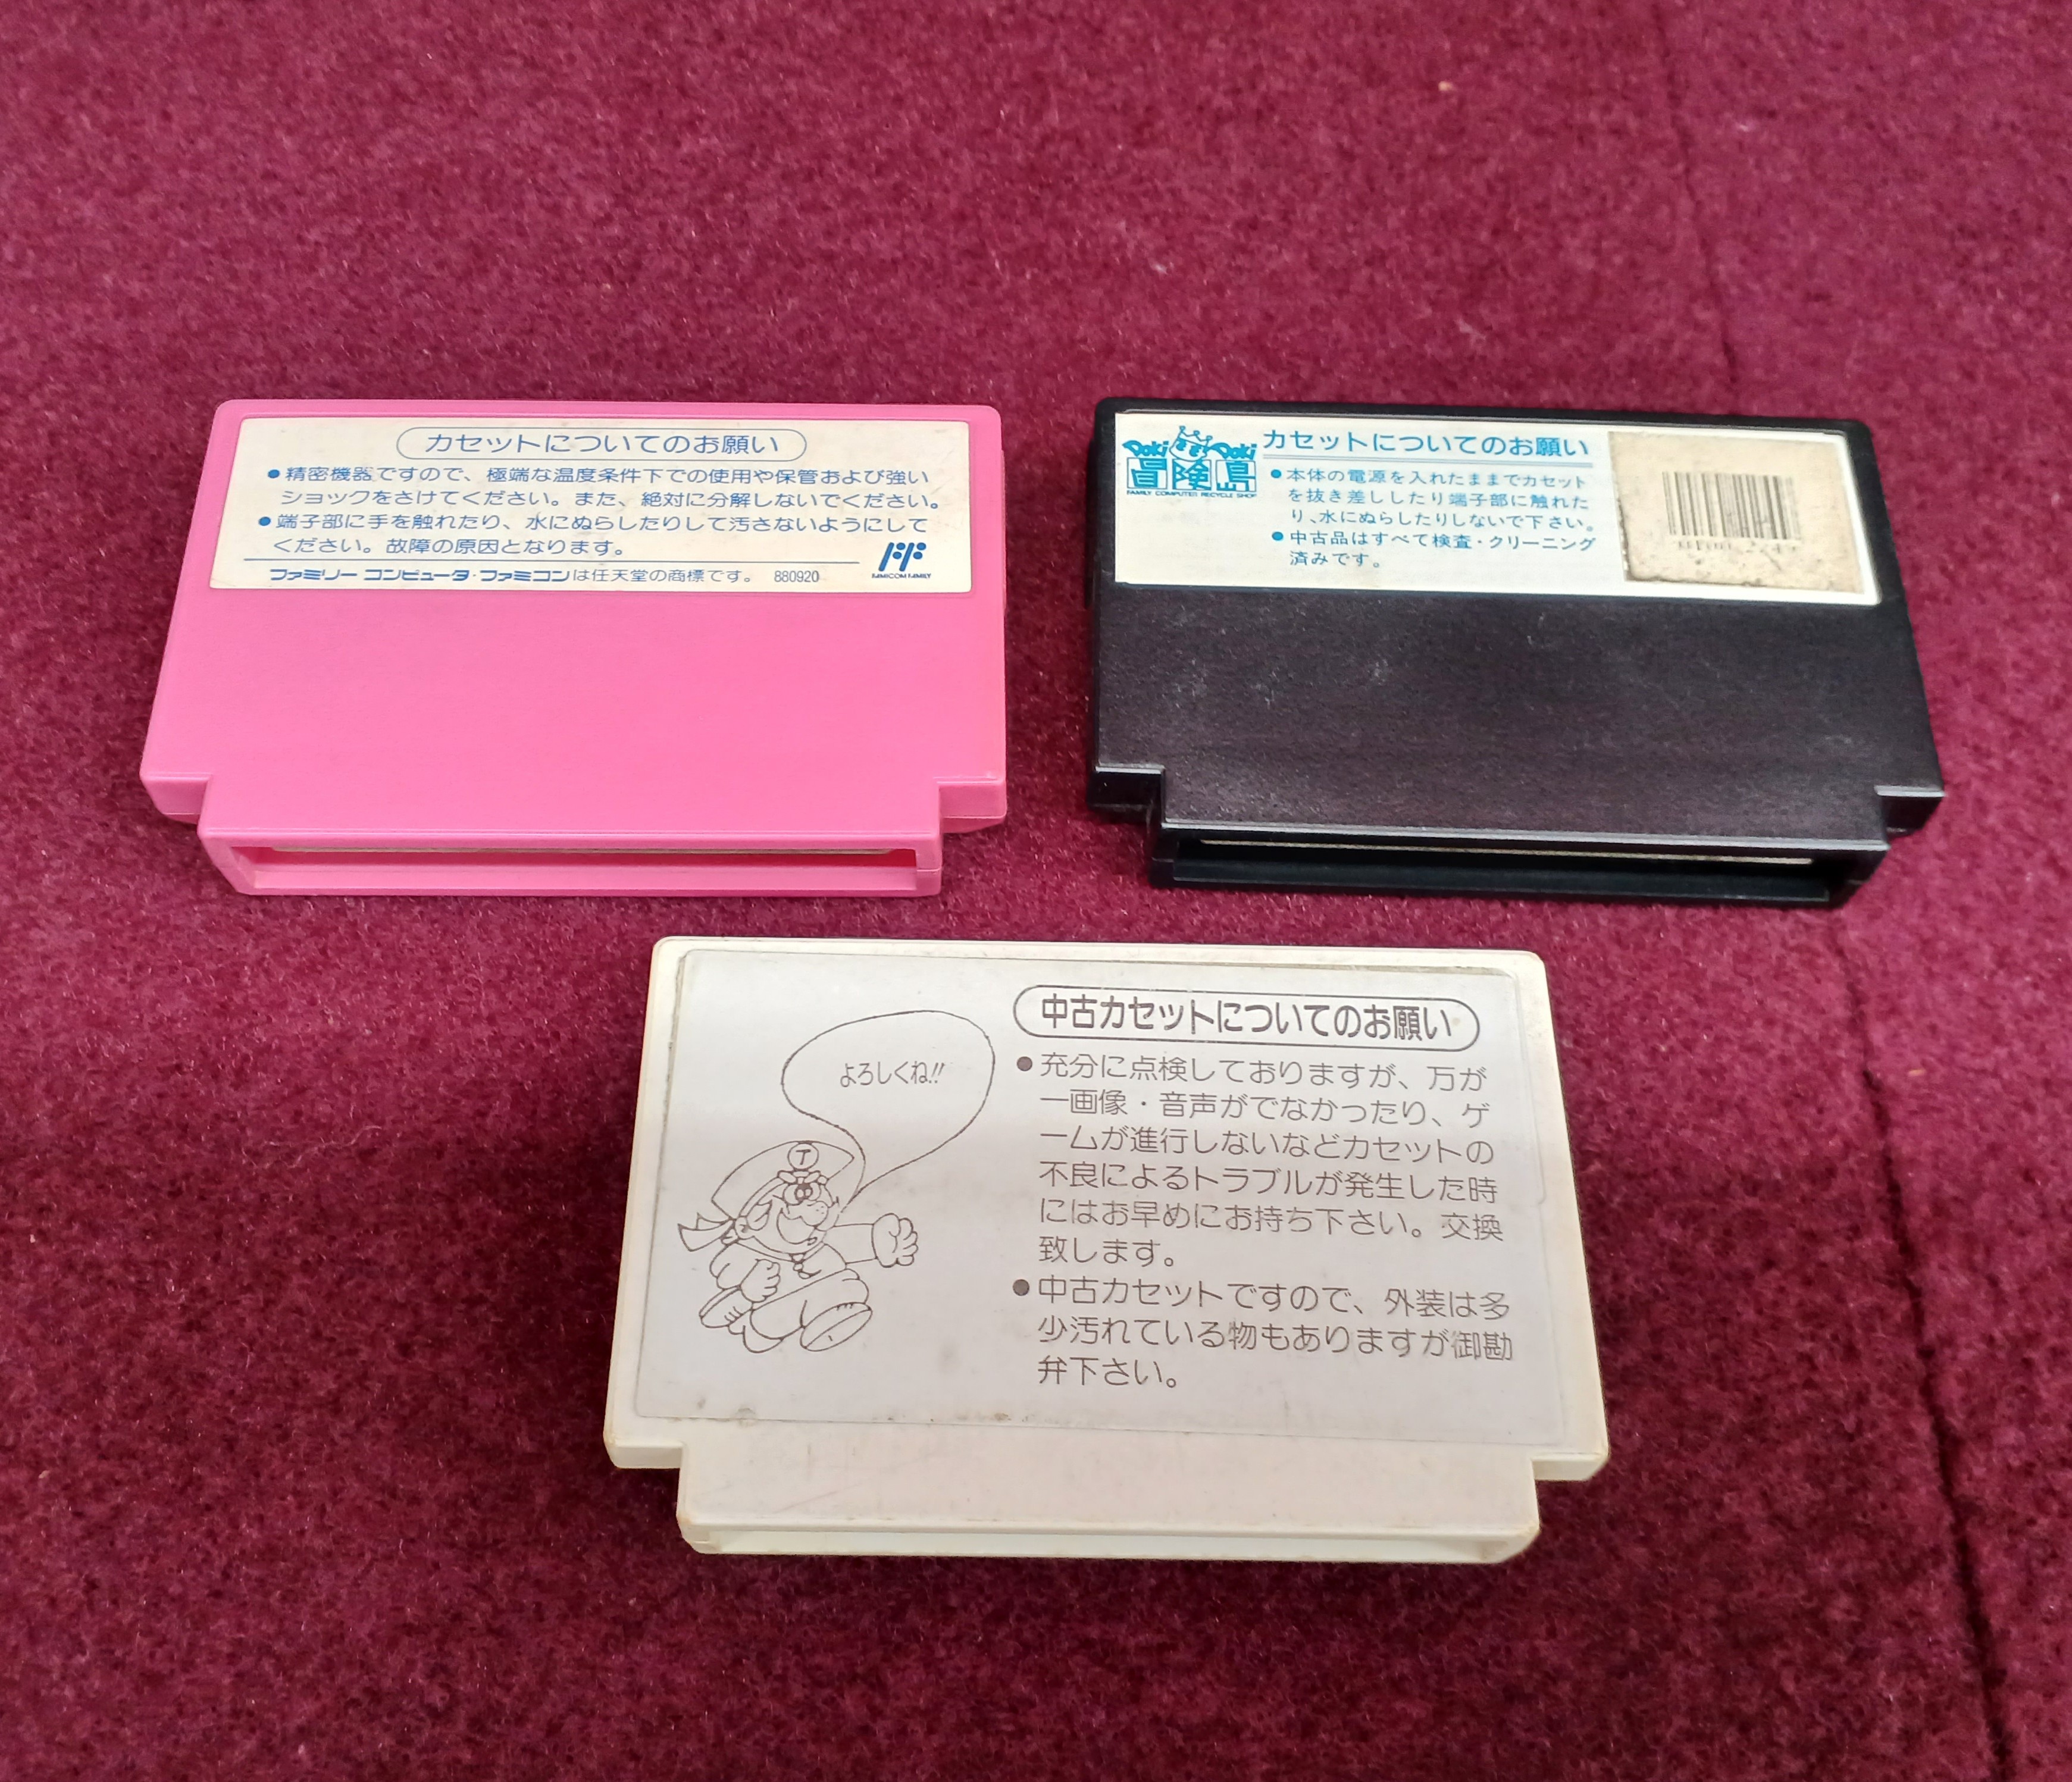 カセットについてのお願い
●精密機器ですので、極端な温度条件下での使用や保管および強い
ショックをさけてください。また、絶対に分解しないでください。
●端子部に手を触れたり、水にぬらしたりして汚さないようにして
ください。故障の原因となります。
FAMICOM FAMILY
ファミリー コンピュータ・ファミコンは任天堂の商標です。 880920
Doki Doki
冒険島
FAMILY COMPUTER RECYCLE SHOP
カセットについてのお願い
●本体の電源を入れたままでカセット
を抜き差ししたり端子部に触れた
り、水にぬらしたりしないで下さい。
●中古品はすべて検査・クリーニング
済みです。
よろしくね!!
T
中古カセットについてのお願い
●充分に点検しておりますが、万が
一画像・音声がでなかったり、ゲ
ームが進行しないなどカセットの
不良によるトラブルが発生した時
にはお早めにお持ち下さい。交換
致します。
●中古カセットですので、外装は多
少汚れている物もありますが御勘
弁下さい。